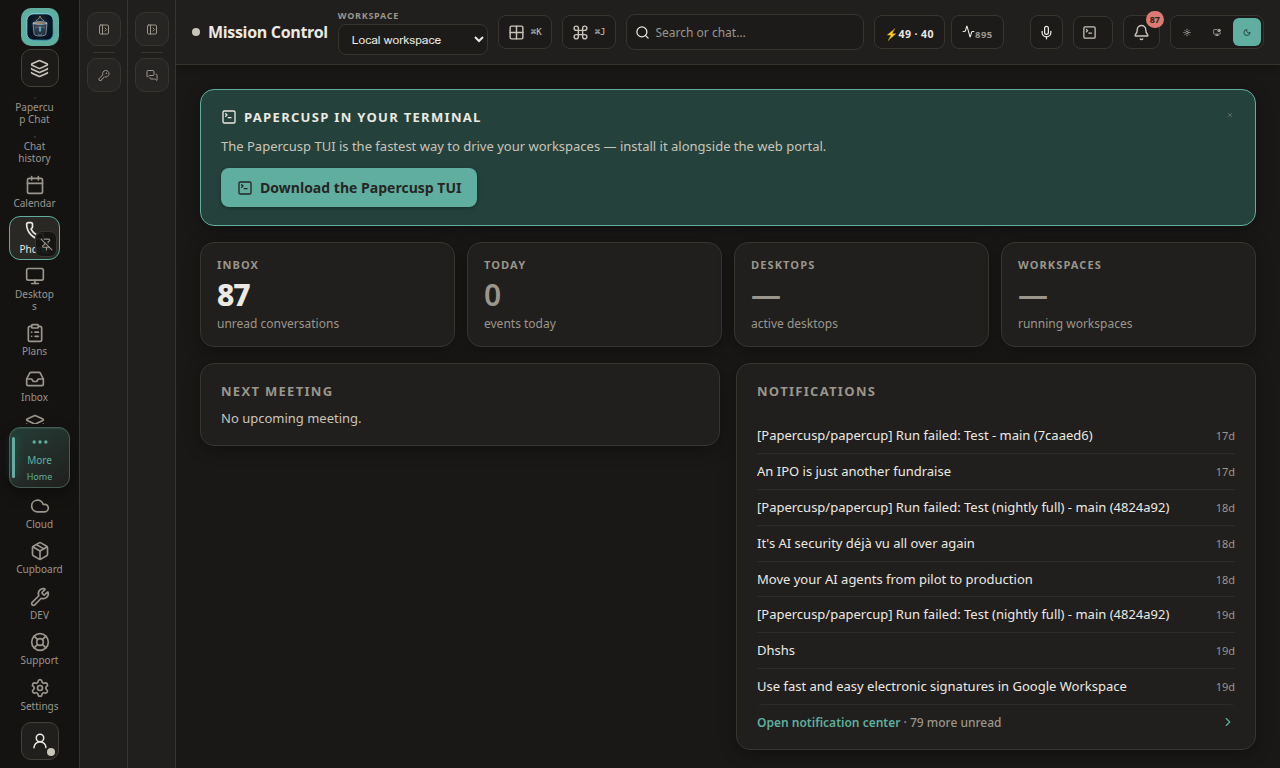 Papercu
p Chat
Chat
history
Calendar
Pho
Desktop
s
Plans
Inbox
More
Home
Cloud
Cupboard
DEV
Support
Settings
Mission Control
WORKSPACE
Local workspace
⌘K
⌘J
Search or chat...
⚡49 · 40
895
87
PAPERCUSP IN YOUR TERMINAL
×
The Papercusp TUI is the fastest way to drive your workspaces — install it alongside the web portal.
Download the Papercusp TUI
INBOX
87
unread conversations
TODAY
0
events today
DESKTOPS
—
active desktops
WORKSPACES
—
running workspaces
NEXT MEETING
No upcoming meeting.
NOTIFICATIONS
[Papercusp/papercup] Run failed: Test - main (7caaed6) 17d
An IPO is just another fundraise 17d
[Papercusp/papercup] Run failed: Test (nightly full) - main (4824a92) 18d
It's AI security déjà vu all over again 18d
Move your AI agents from pilot to production 18d
[Papercusp/papercup] Run failed: Test (nightly full) - main (4824a92) 19d
Dhshs 19d
Use fast and easy electronic signatures in Google Workspace 19d
Open notification center · 79 more unread